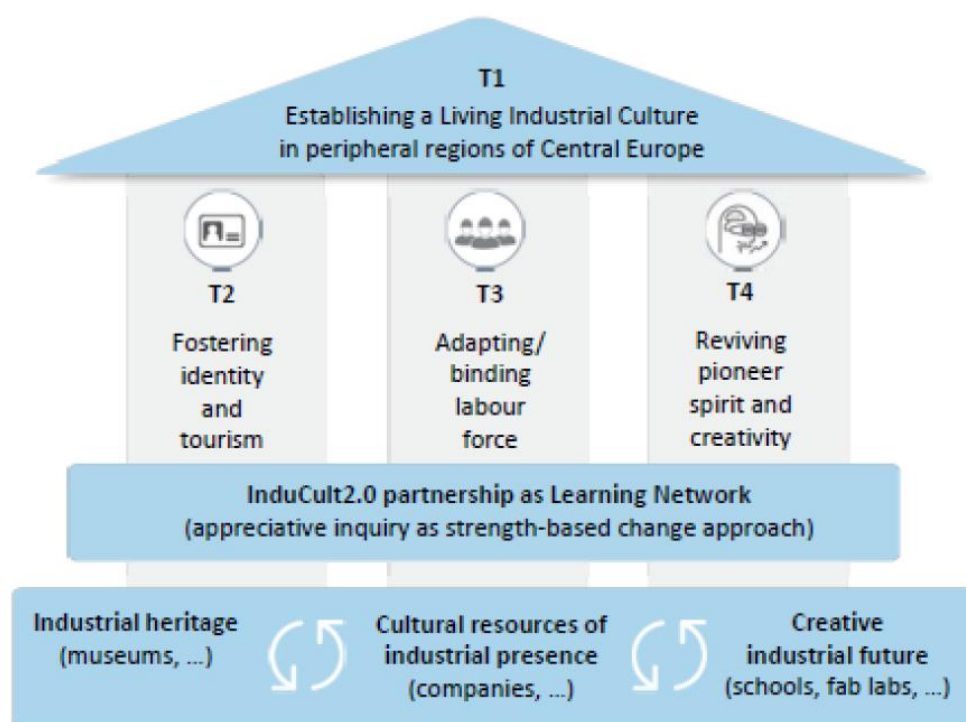 T1
Establishing a Living Industrial Culture
in peripheral regions of Central Europe
T2
Fostering
identity
and
tourism
T3
Adapting/
binding
labour
force
T4
Reviving
pioneer
spirit and
creativity
InduCult2.0 partnership as Learning Network
(appreciative inquiry as strength-based change approach)
Industrial heritage
(museums, ...)
Cultural resources of
industrial presence
(companies, ...)
Creative
industrial future
(schools, fab labs, ...)